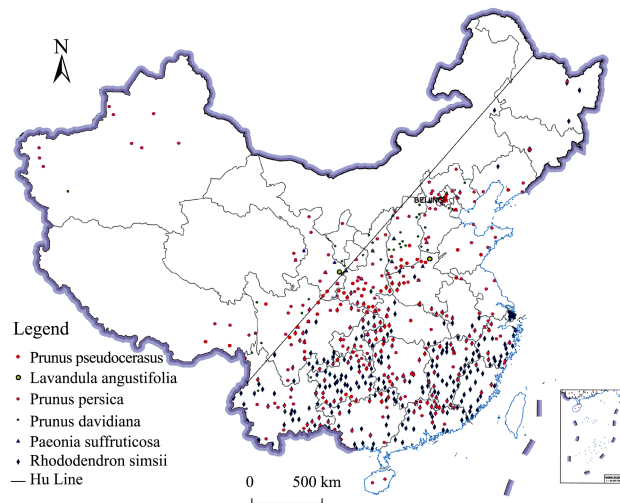 N
BEIJING
Legend
Prunus pseudocerasus
Lavandula angustifolia
Prunus persica
Prunus davidiana
Paeonia suffruticosa
Rhododendron simsii
Hu Line
0 500 km